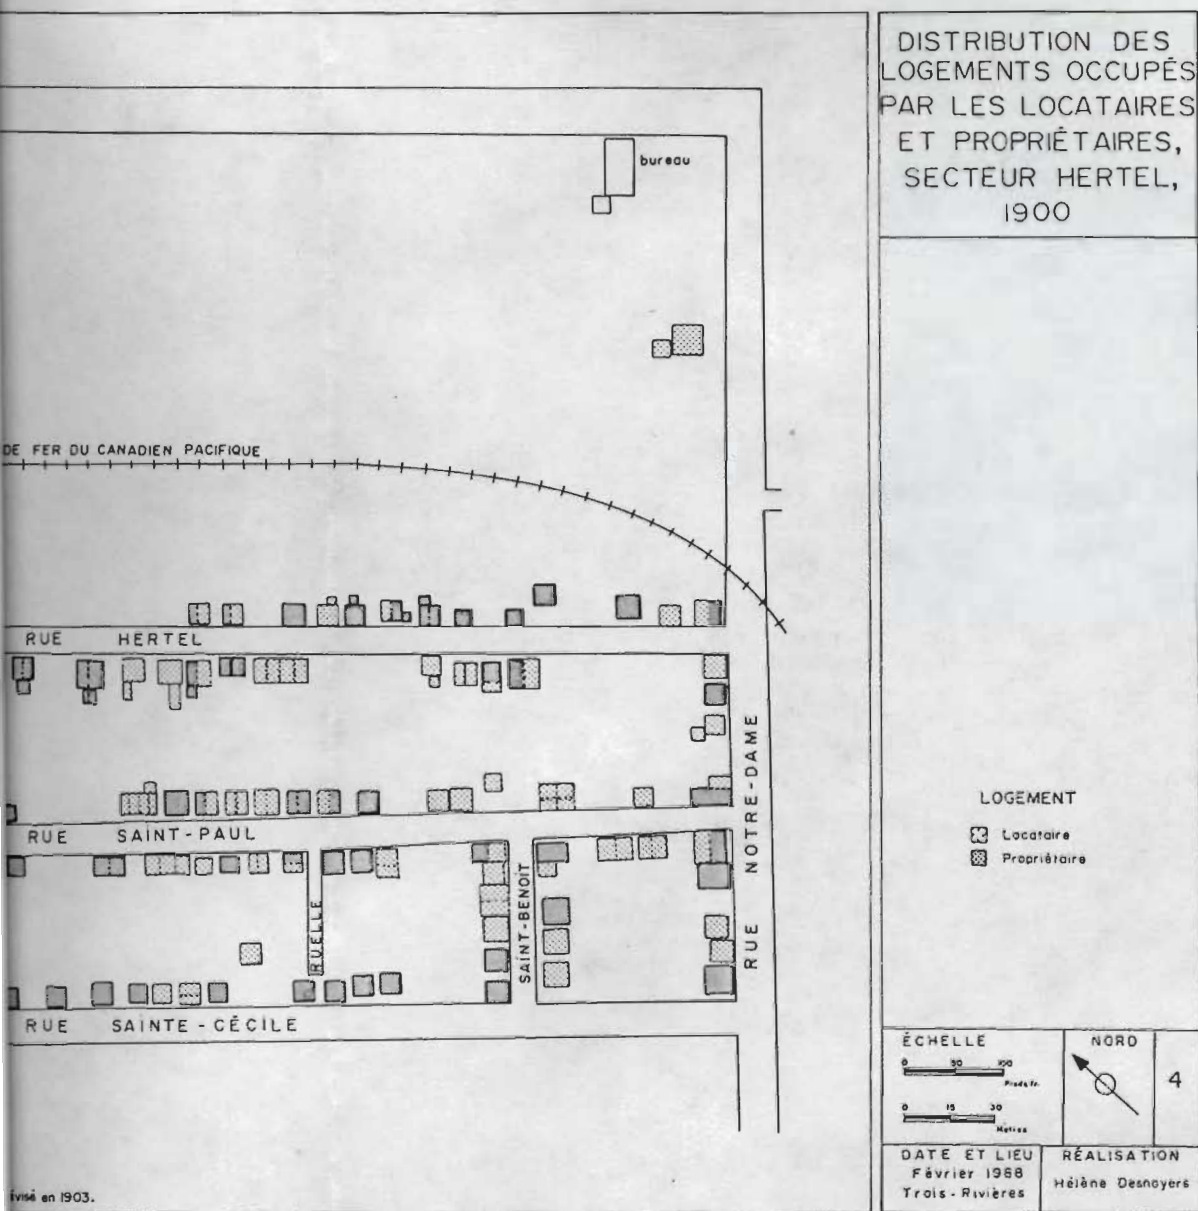 DISTRIBUTION DES
LOGEMENTS OCCUPÉS
PAR LES LOCATAIRES
ET PROPRIÉTAIRES,
SECTEUR HERTEL,
1900
bureau
DE FER DU CANADIEN PACIFIQUE
RUE HERTEL
RUE SAINT-PAUL
RUELLE
SAINT-BENOIT
RUE NOTRE-DAME
RUE SAINTE-CÉCILE
LOGEMENT
Locataire
Propriétaire
ÉCHELLE
0 50 100
Pieds fr.
0 15 30
Mètres
NORD
4
DATE ET LIEU
Février 1988
Trois-Rivières
RÉALISATION
Hélène Desnoyers
évisé en 1903.